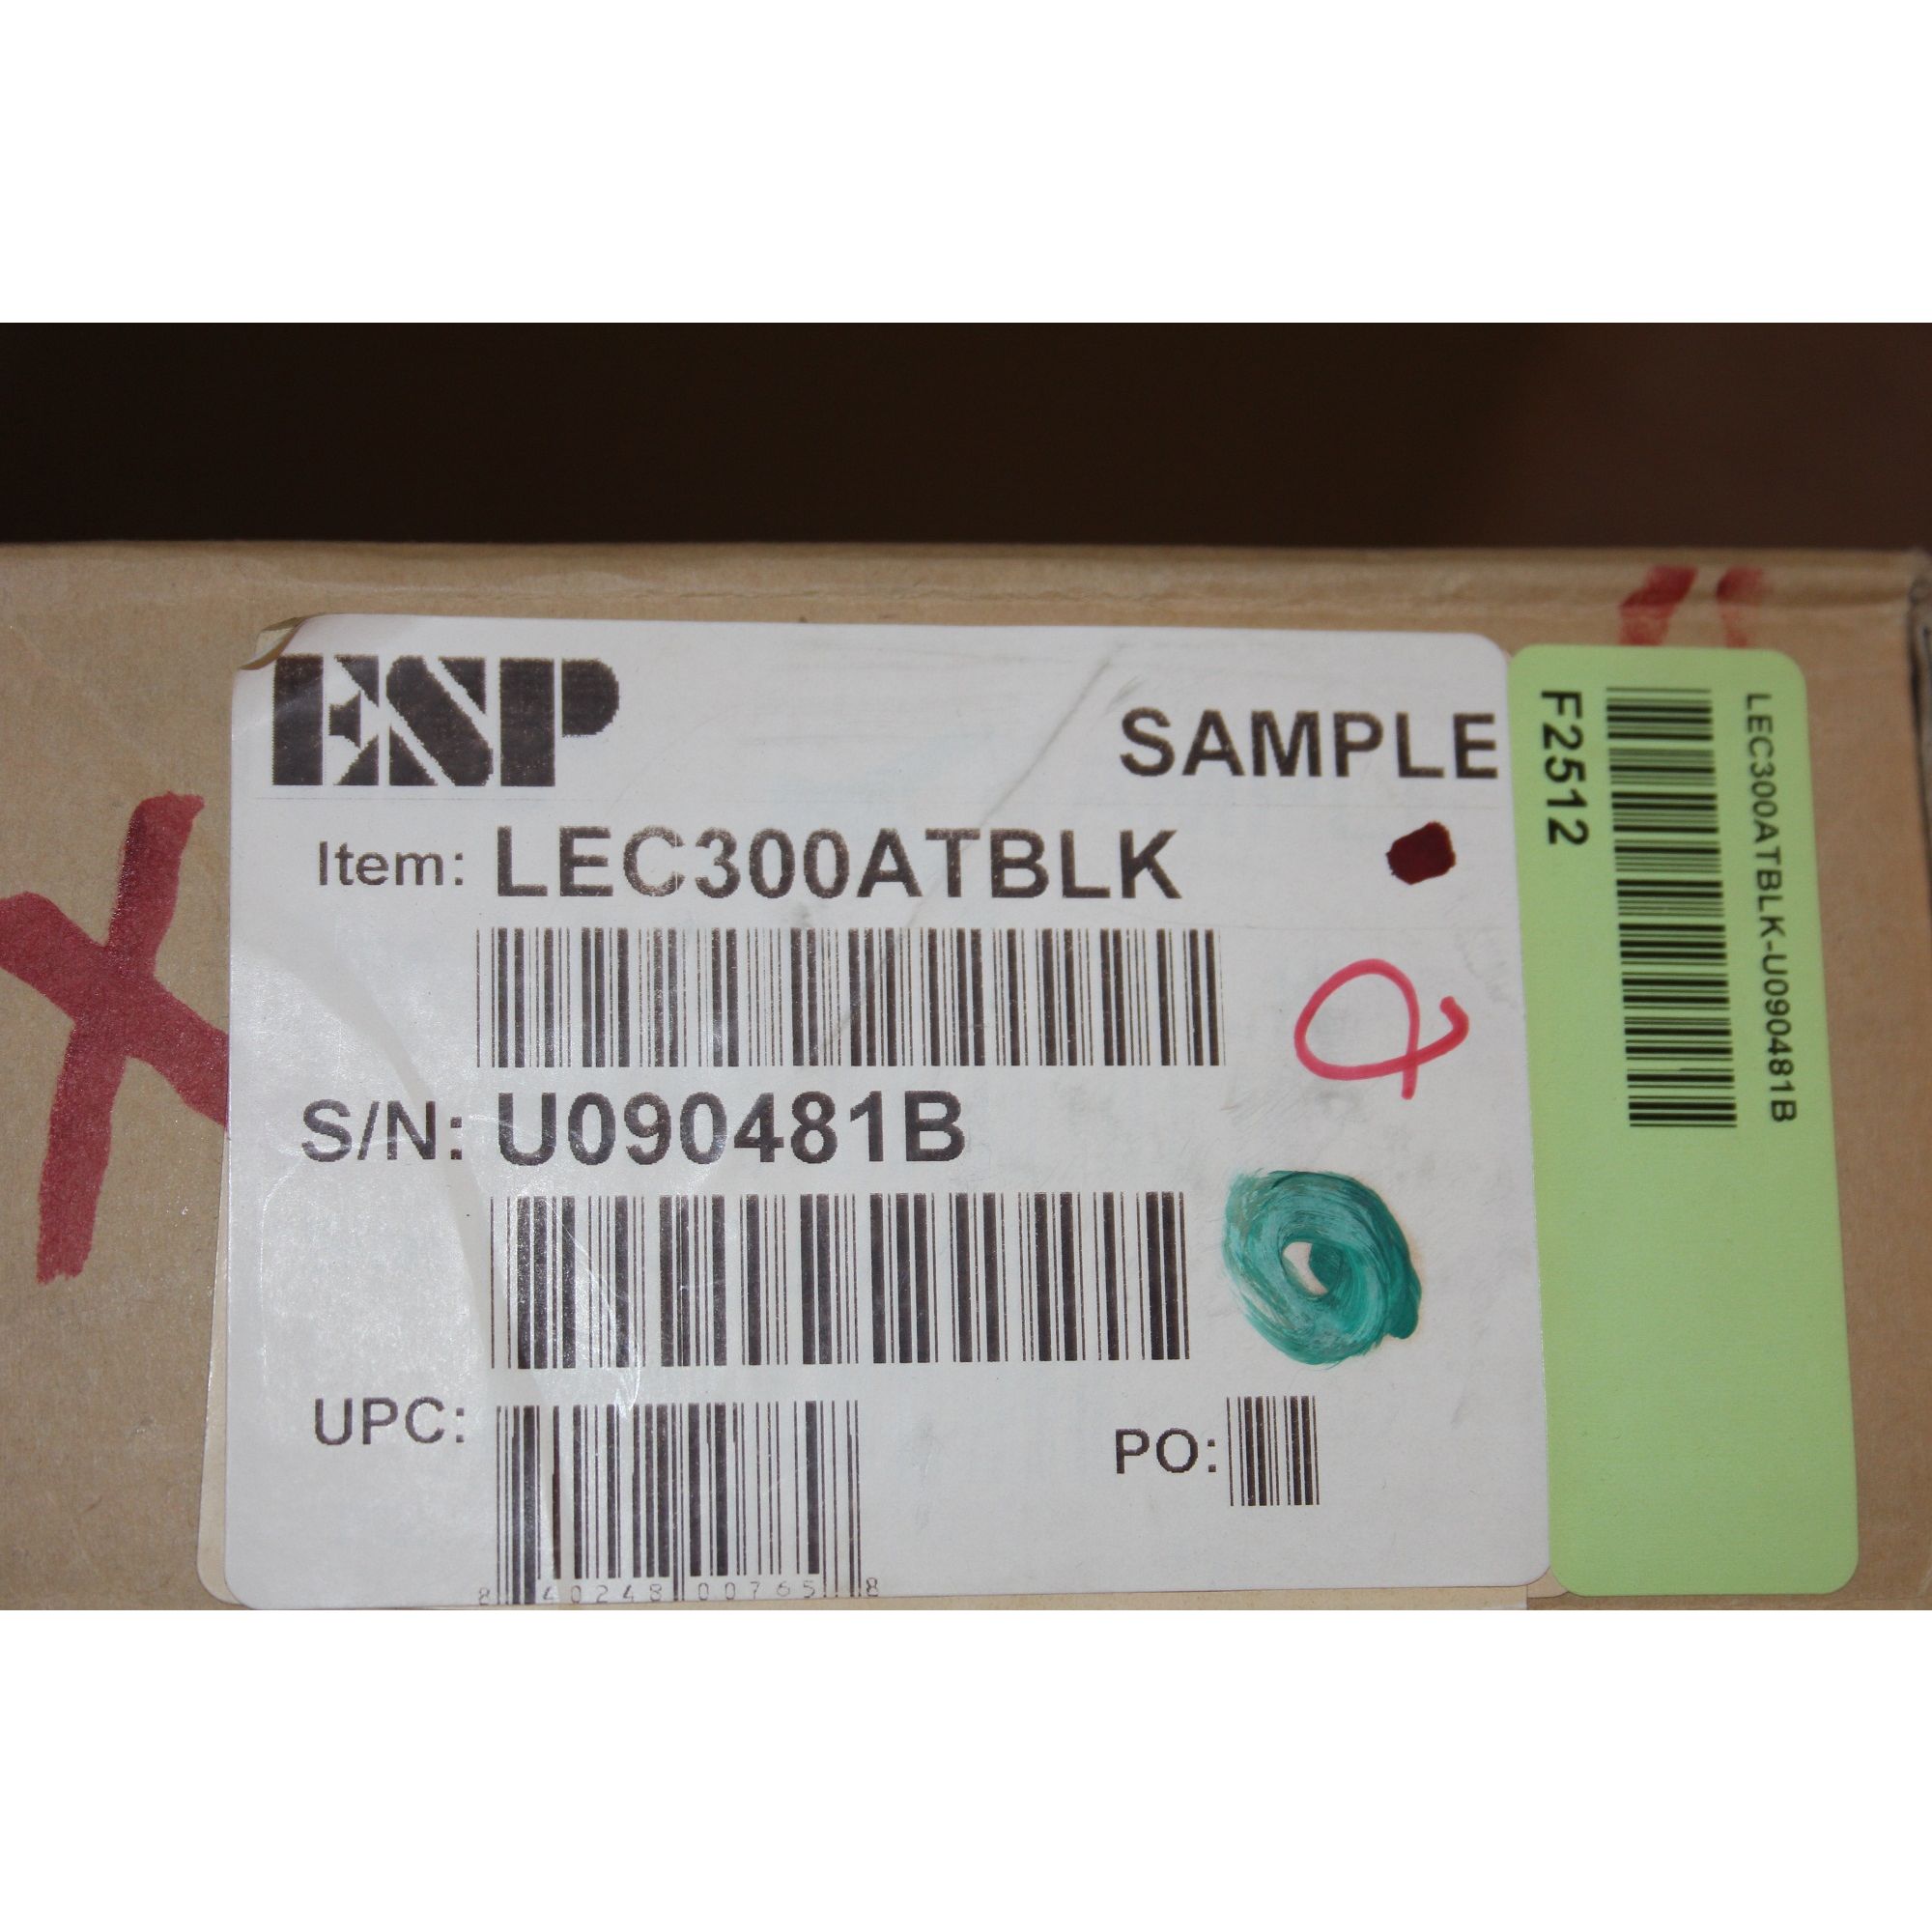 ESP
SAMPLE
Item: LEC300ATBLK
S/N: U090481B
UPC:
8 40248 00765 8
PO:
LEC300ATBLK-U090481B
F2512